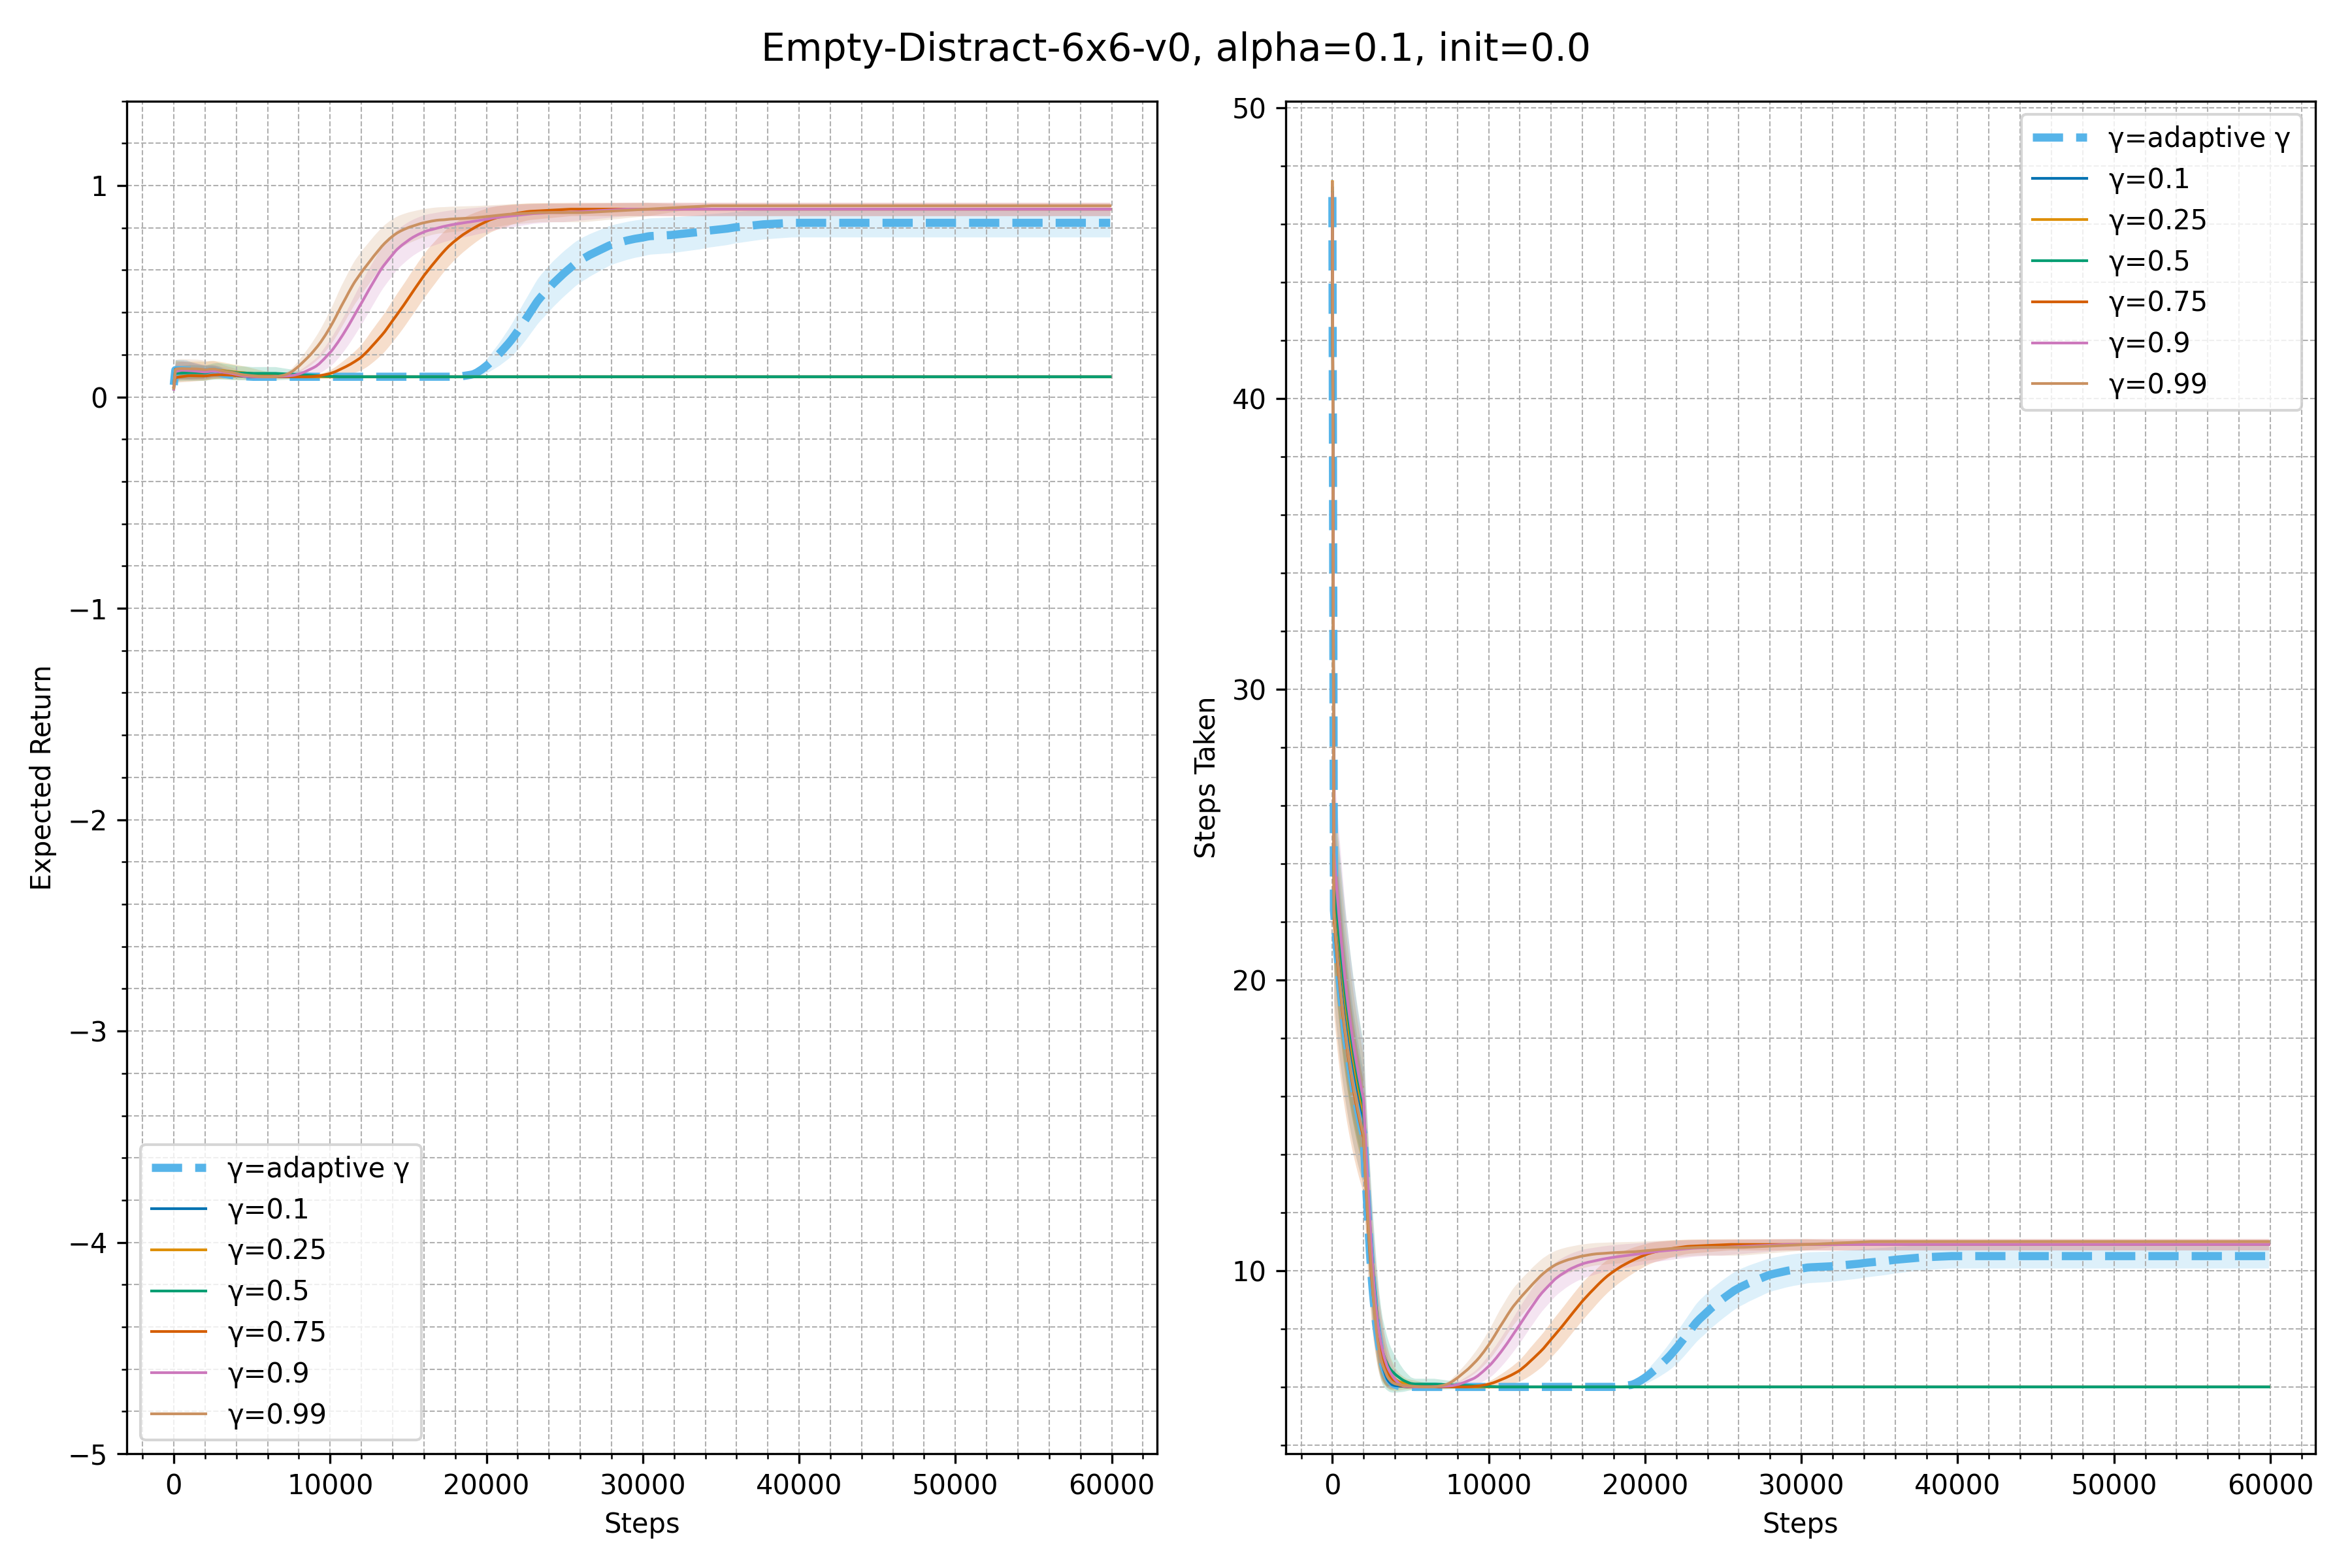 Empty-Distract-6x6-v0, alpha=0.1, init=0.0
Expected Return
1
0
−1
−2
−3
−4
−5
γ=adaptive γ
γ=0.1
γ=0.25
γ=0.5
γ=0.75
γ=0.9
γ=0.99
0 10000 20000 30000 40000 50000 60000
Steps
Steps Taken
50
40
30
20
10
γ=adaptive γ
γ=0.1
γ=0.25
γ=0.5
γ=0.75
γ=0.9
γ=0.99
0 10000 20000 30000 40000 50000 60000
Steps